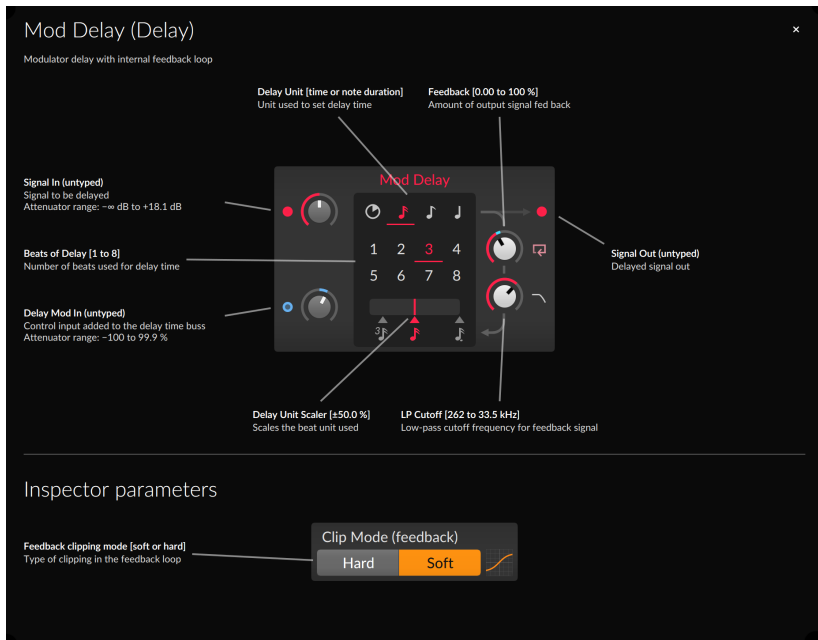 Mod Delay (Delay)
×
Modulator delay with internal feedback loop
Delay Unit [time or note duration]
Unit used to set delay time
Feedback [0.00 to 100 %]
Amount of output signal fed back
Signal In (untyped)
Signal to be delayed
Attenuator range: −∞ dB to +18.1 dB
Mod Delay
Beats of Delay [1 to 8]
Number of beats used for delay time
1 2 3 4
5 6 7 8
Signal Out (untyped)
Delayed signal out
Delay Mod In (untyped)
Control input added to the delay time buss
Attenuator range: −100 to 99.9 %
3
Delay Unit Scaler [±50.0 %]
Scales the beat unit used
LP Cutoff [262 to 33.5 kHz]
Low-pass cutoff frequency for feedback signal
Inspector parameters
Feedback clipping mode [soft or hard]
Type of clipping in the feedback loop
Clip Mode (feedback)
Hard Soft